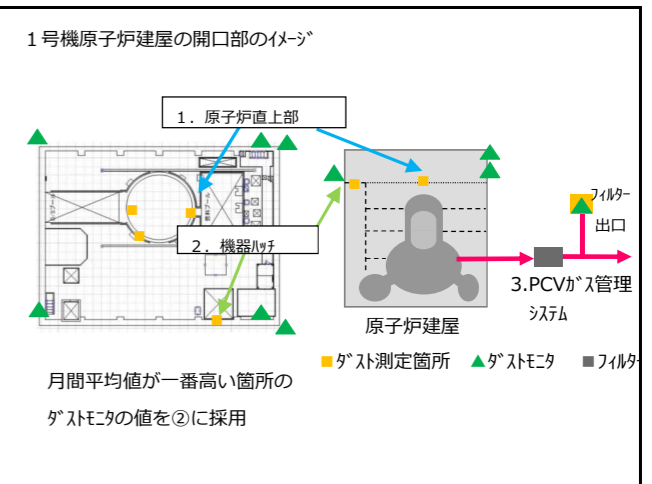 1号機原子炉建屋の開口部のイメージ
1．原子炉直上部
2．機器ハッチ
燃料プール
フィルター
出口
3.PCVガス管理
システム
原子炉建屋
ダスト測定箇所 ダストモニタ フィルタ
月間平均値が一番高い箇所の
ダストモニタの値を②に採用